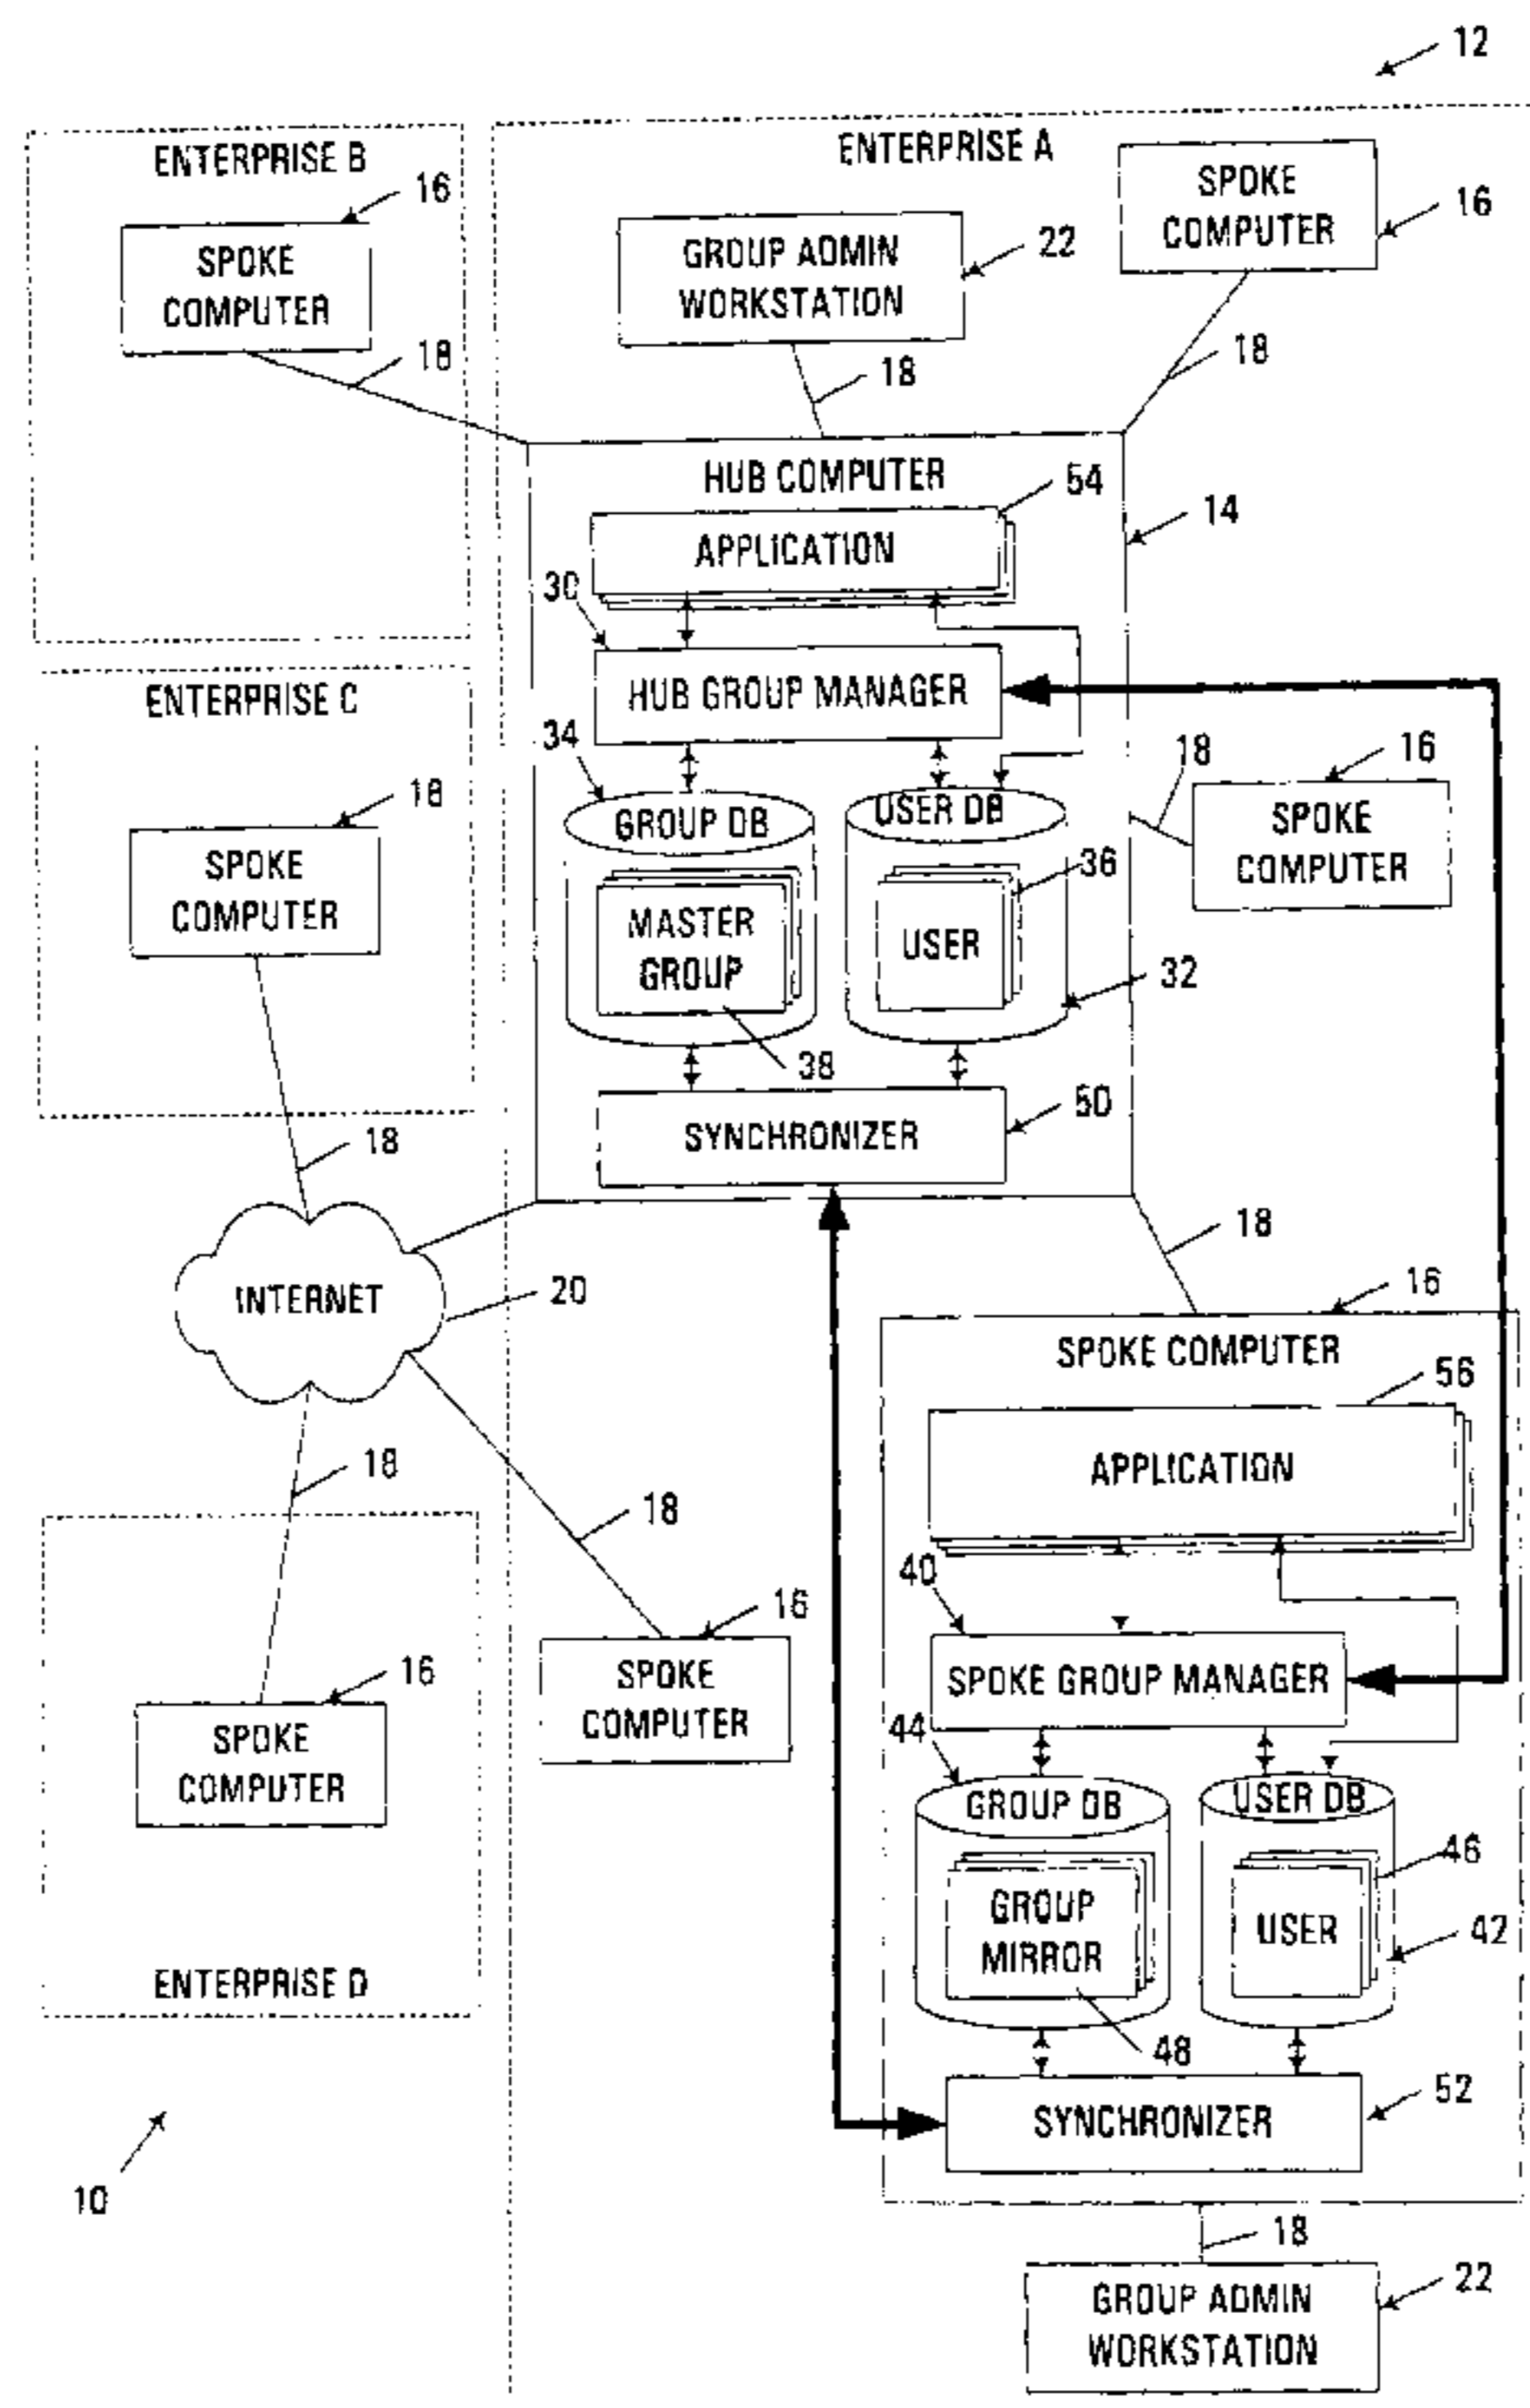 12
ENTERPRISE B
ENTERPRISE A
16
SPOKE
COMPUTER
18
GROUP ADMIN
WORKSTATION
22
18
SPOKE
COMPUTER
16
18
HUB COMPUTER
54
APPLICATION
14
30
HUB GROUP MANAGER
34
GROUP DB
USER DB
MASTER
GROUP
36
USER
32
38
SYNCHRONIZER
50
ENTERPRISE C
16
SPOKE
COMPUTER
18
18
16
SPOKE
COMPUTER
INTERNET
20
18
18
18
16
SPOKE COMPUTER
56
APPLICATION
40
SPOKE GROUP MANAGER
44
GROUP DB
USER DB
GROUP
MIRROR
46
USER
42
48
SYNCHRONIZER
52
16
SPOKE
COMPUTER
16
SPOKE
COMPUTER
ENTERPRISE D
10
18
GROUP ADMIN
WORKSTATION
22